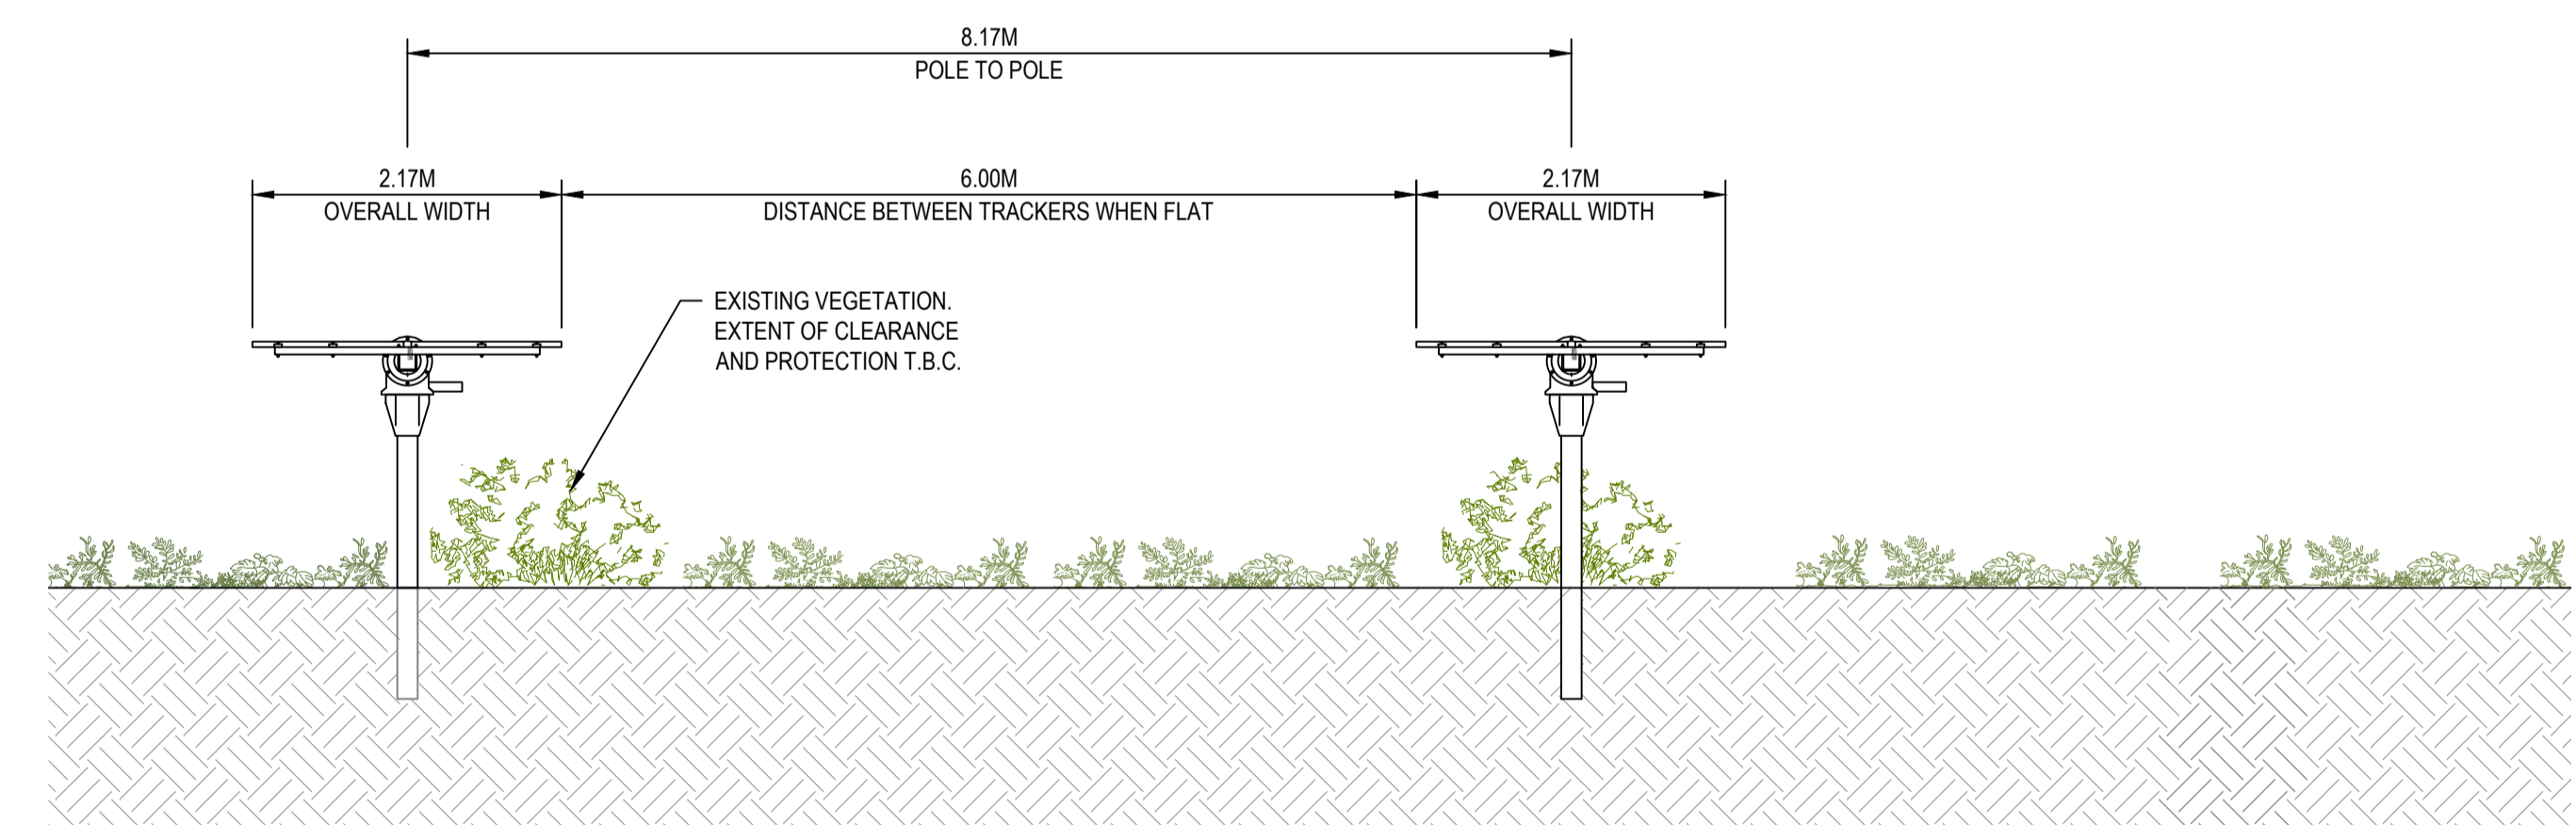 8.17M
POLE TO POLE
2.17M
OVERALL WIDTH
6.00M
DISTANCE BETWEEN TRACKERS WHEN FLAT
2.17M
OVERALL WIDTH
EXISTING VEGETATION.
EXTENT OF CLEARANCE
AND PROTECTION T.B.C.